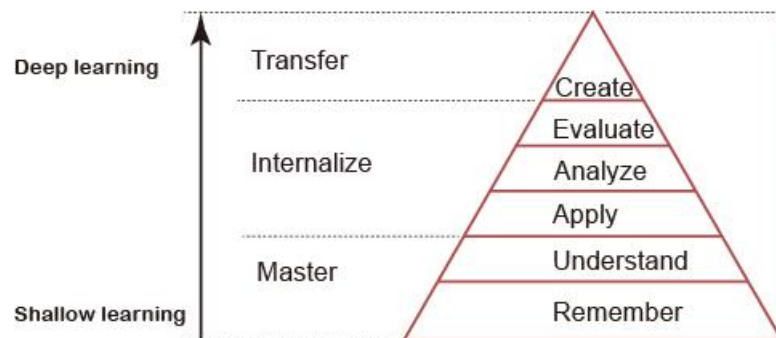 Deep learning
Shallow learning
Transfer
Internalize
Master
Create
Evaluate
Analyze
Apply
Understand
Remember